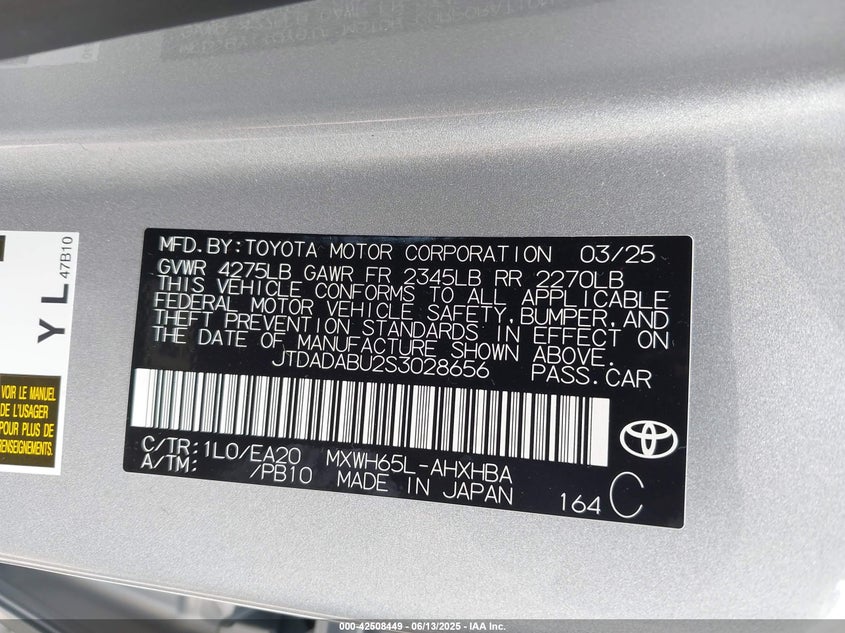 YL
47B10
VOIR LE MANUEL
DE L'USAGER
POUR PLUS DE
RENSEIGNEMENTS.
MFD.BY:TOYOTA MOTOR CORPORATION 03/25
GVWR 4275LB GAWR FR 2345LB RR 2270LB
THIS VEHICLE CONFORMS TO ALL APPLICABLE
FEDERAL MOTOR VEHICLE SAFETY,BUMPER,AND
THEFT PREVENTION STANDARDS IN EFFECT ON
THE DATE OF MANUFACTURE SHOWN ABOVE.
JTDADABU2S3028656 PASS.CAR
C/TR:1L0/EA20 MXWH65L-AHXHBA
A/TM: /PB10 MADE IN JAPAN
164 C
000-42508449 - 06/13/2025 - IAA Inc.